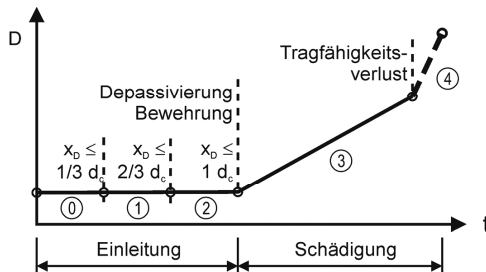 D
Tragfähigkeits-
verlust
④
Depassivierung
Bewehrung
x_D ≤
1/3 d_c
x_D ≤
2/3 d_c
x_D ≤
1 d_c
③
⓪
①
②
t
Einleitung
Schädigung